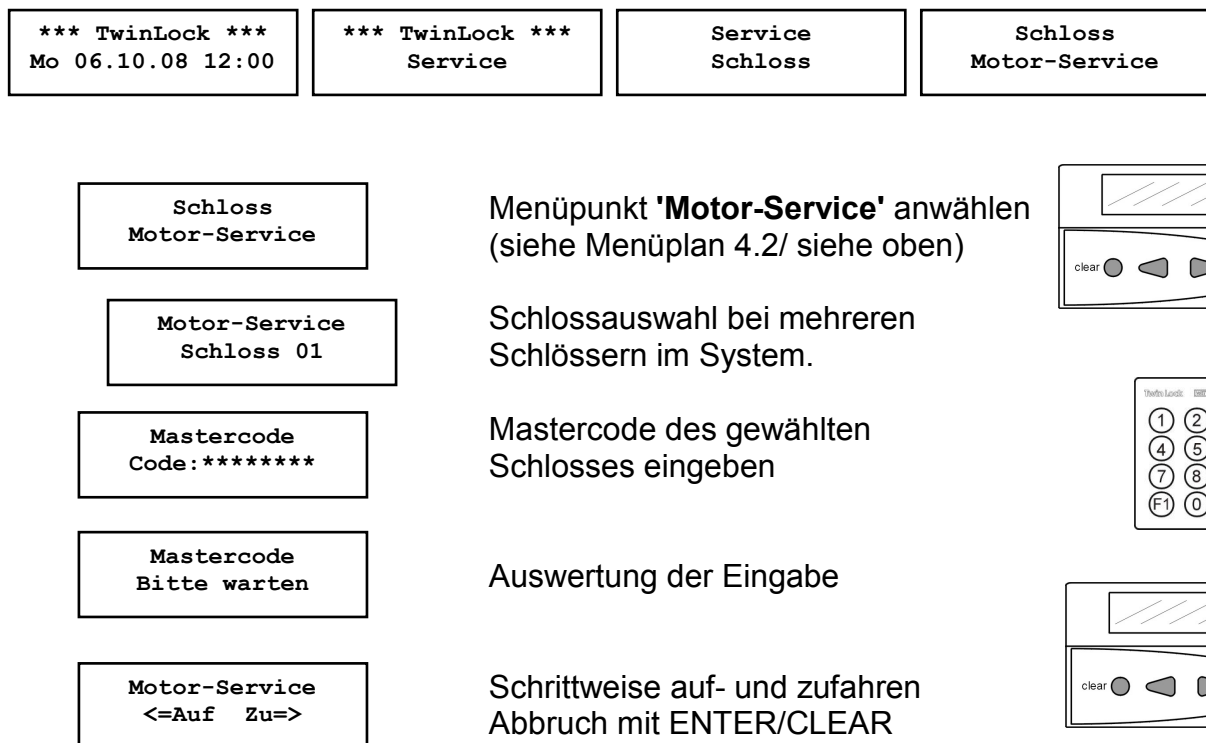 *** TwinLock ***
Mo 06.10.08 12:00
*** TwinLock ***
Service
Service
Schloss
Schloss
Motor-Service
Schloss
Motor-Service
Menüpunkt 'Motor-Service' anwählen
(siehe Menüplan 4.2/ siehe oben)
clear
Motor-Service
Schloss 01
Schlossauswahl bei mehreren
Schlössern im System.
Mastercode
Code:********
Mastercode des gewählten
Schlosses eingeben
Twin Lock
1 2
4 5
7 8
F1 0
Mastercode
Bitte warten
Auswertung der Eingabe
Motor-Service
<=Auf Zu=>
Schrittweise auf- und zufahren
Abbruch mit ENTER/CLEAR
clear